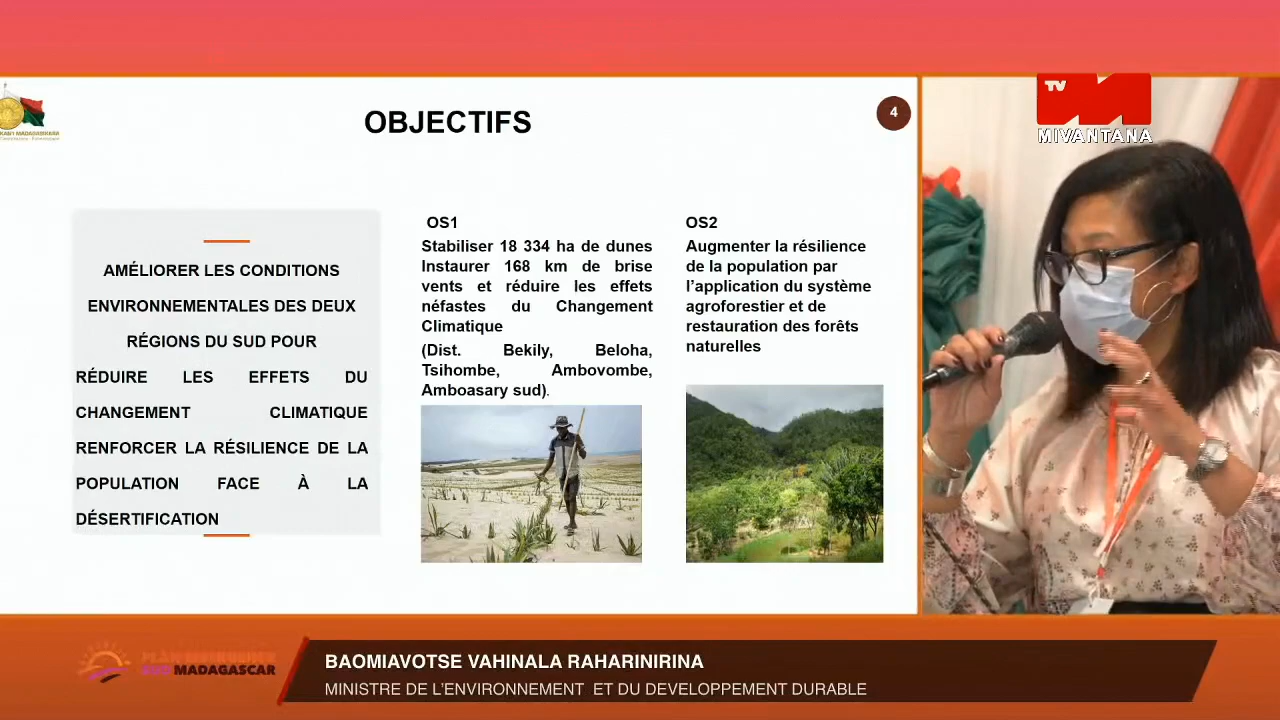 OBJECTIFS
4
TV
MIVANTANA
AMÉLIORER LES CONDITIONS
ENVIRONNEMENTALES DES DEUX
RÉGIONS DU SUD POUR
RÉDUIRE LES EFFETS DU
CHANGEMENT CLIMATIQUE
RENFORCER LA RÉSILIENCE DE LA
POPULATION FACE À LA
DÉSERTIFICATION
OS1
Stabiliser 18 334 ha de dunes
Instaurer 168 km de brise
vents et réduire les effets
néfastes du Changement
Climatique
(Dist. Bekily, Beloha,
Tsihombe, Ambovombe,
Amboasary sud).
OS2
Augmenter la résilience
de la population par
l'application du système
agroforestier et de
restauration des forêts
naturelles
MADAGASCAR
BAOMIAVOTSE VAHINALA RAHARINIRINA
MINISTRE DE L'ENVIRONNEMENT ET DU DEVELOPPEMENT DURABLE